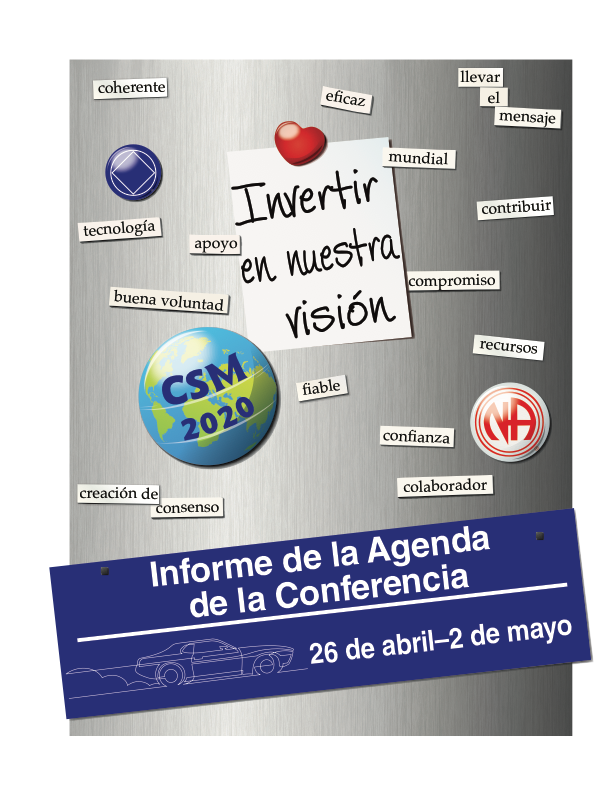 coherente
eficaz
llevar
el
mensaje
mundial
Invertir
en nuestra
visión
contribuir
tecnología
apoyo
compromiso
buena voluntad
recursos
CSM
2020
fiable
NA
confianza
creación de
consenso
colaborador
Informe de la Agenda
de la Conferencia
26 de abril–2 de mayo